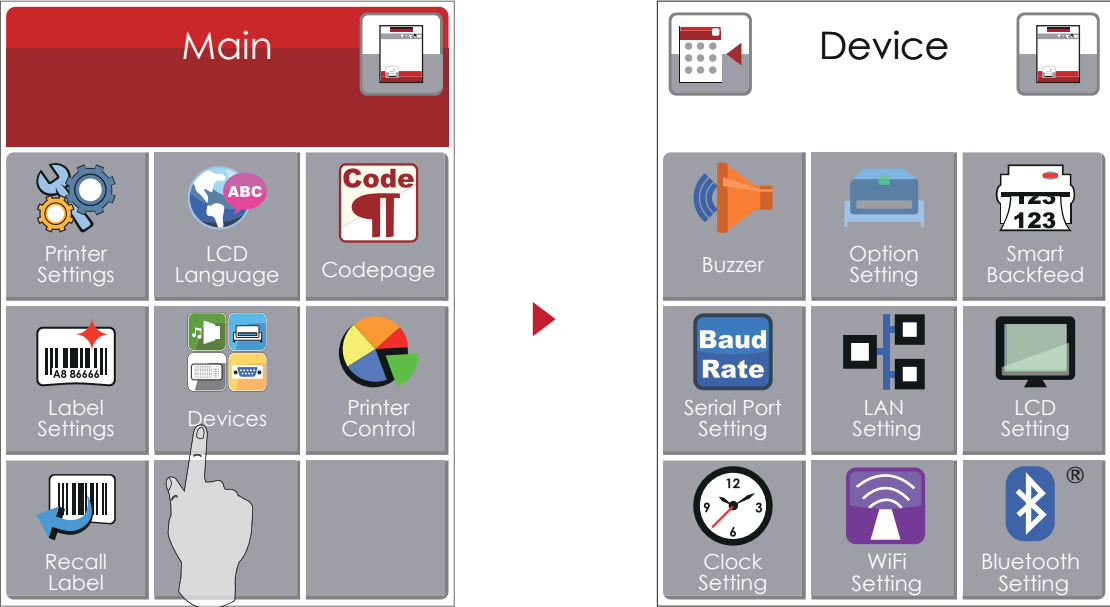 Main
Printer
Settings
ABC
LCD
Language
Code
Codepage
A8 86666
Label
Settings
Devices
Printer
Control
Recall
Label
Device
Buzzer
Option
Setting
123
123
Smart
Backfeed
Baud
Rate
Serial Port
Setting
LAN
Setting
LCD
Setting
12
9
3
6
Clock
Setting
WiFi
Setting
®
Bluetooth
Setting